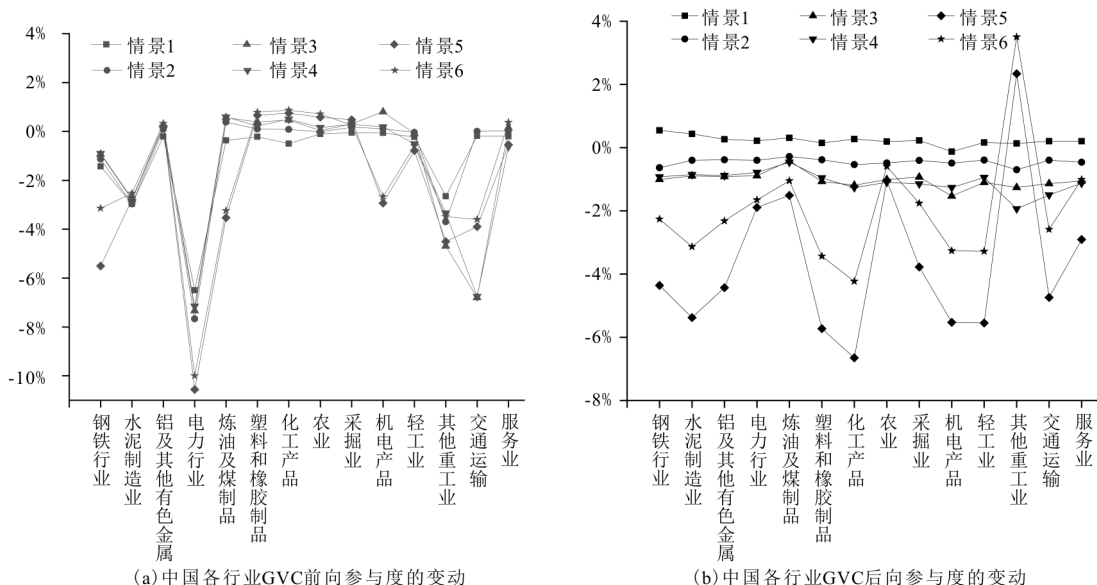 4%
2%
0%
-2%
-4%
-6%
-8%
-10%
情景1
情景3
情景5
情景2
情景4
情景6
钢铁行业
水泥制造业
铝及其他有色金属
电力行业
炼油及煤制品
塑料和橡胶制品
化工产品
农业
采掘业
机电产品
轻工业
其他重工业
交通运输
服务业
(a)中国各行业GVC前向参与度的变动
4%
2%
0%
-2%
-4%
-6%
-8%
情景1
情景3
情景5
情景2
情景4
情景6
钢铁行业
水泥制造业
铝及其他有色金属
电力行业
炼油及煤制品
塑料和橡胶制品
化工产品
农业
采掘业
机电产品
轻工业
其他重工业
交通运输
服务业
(b)中国各行业GVC后向参与度的变动